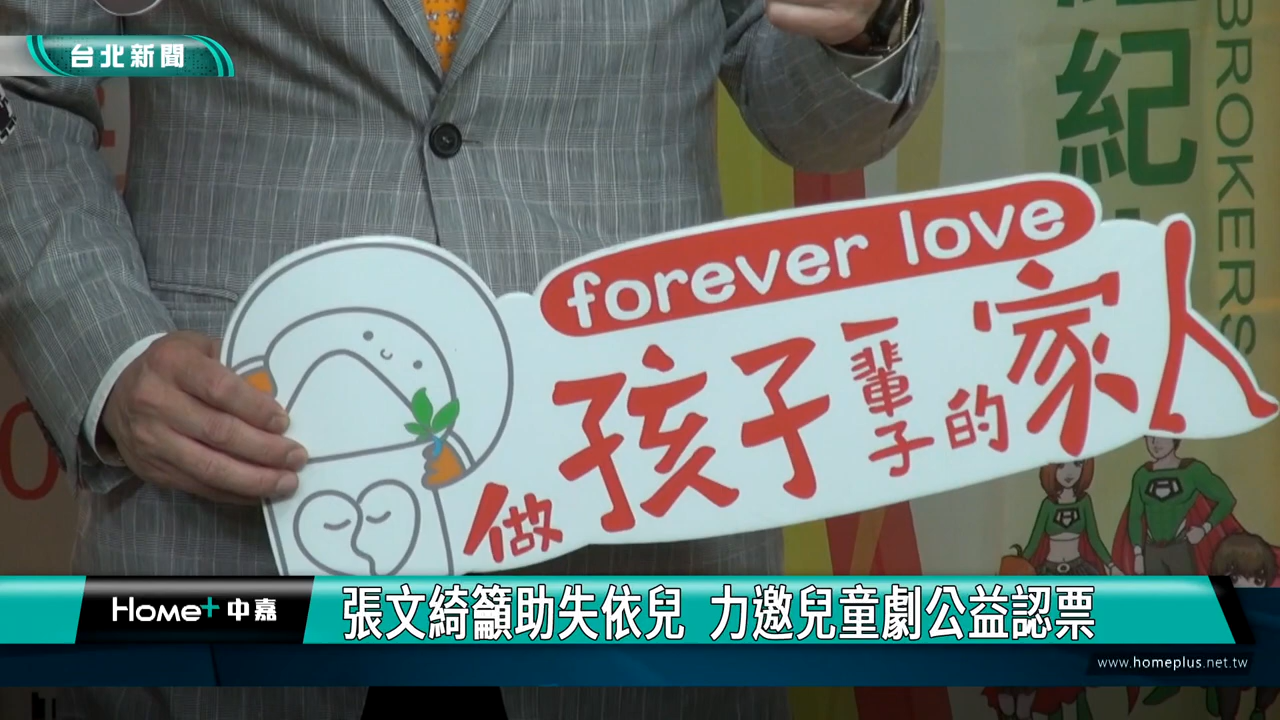 台北新聞
紀
BROKERS
forever love
做孩子一輩子的家人
Home+ 中嘉
張文綺籲助失依兒 力邀兒童劇公益認票
www.homeplus.net.tw